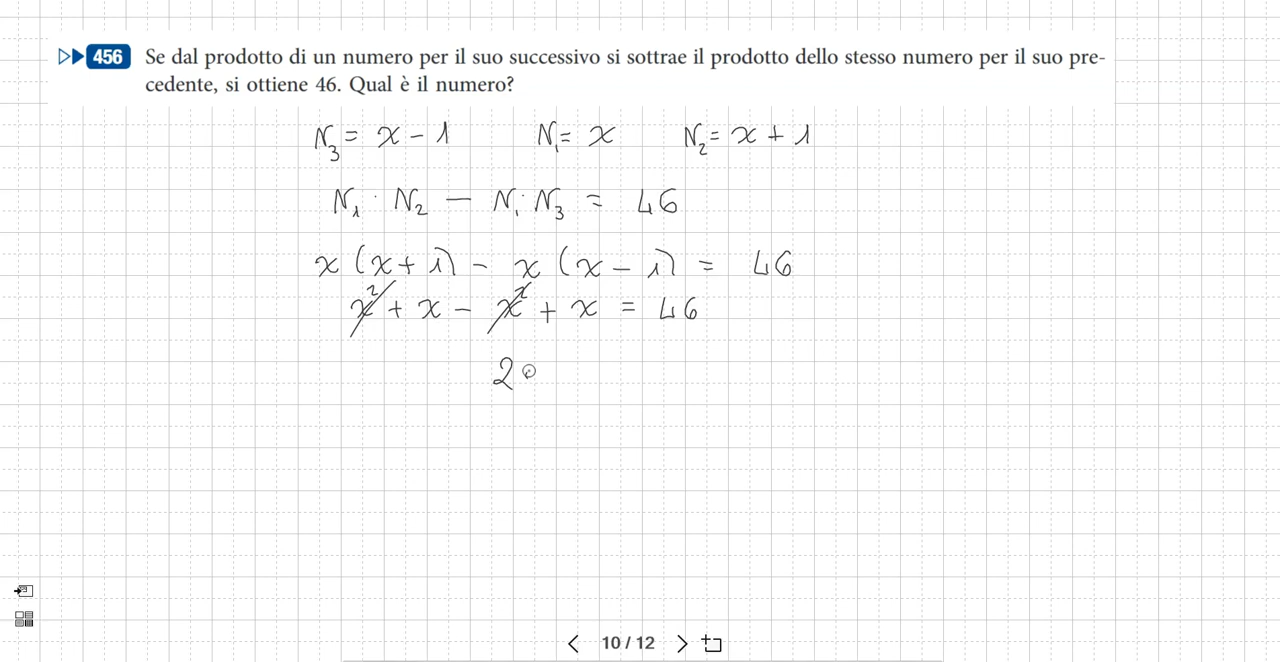 456 Se dal prodotto di un numero per il suo successivo si sottrae il prodotto dello stesso numero per il suo pre-
cedente, si ottiene 46. Qual è il numero?
N₃ = x - 1 N₁ = x N₂ = x + 1
N₁ · N₂ - N₁ · N₃ = 46
x (x + 1) - x (x - 1) = 46
x² + x - x² + x = 46
2
10 / 12